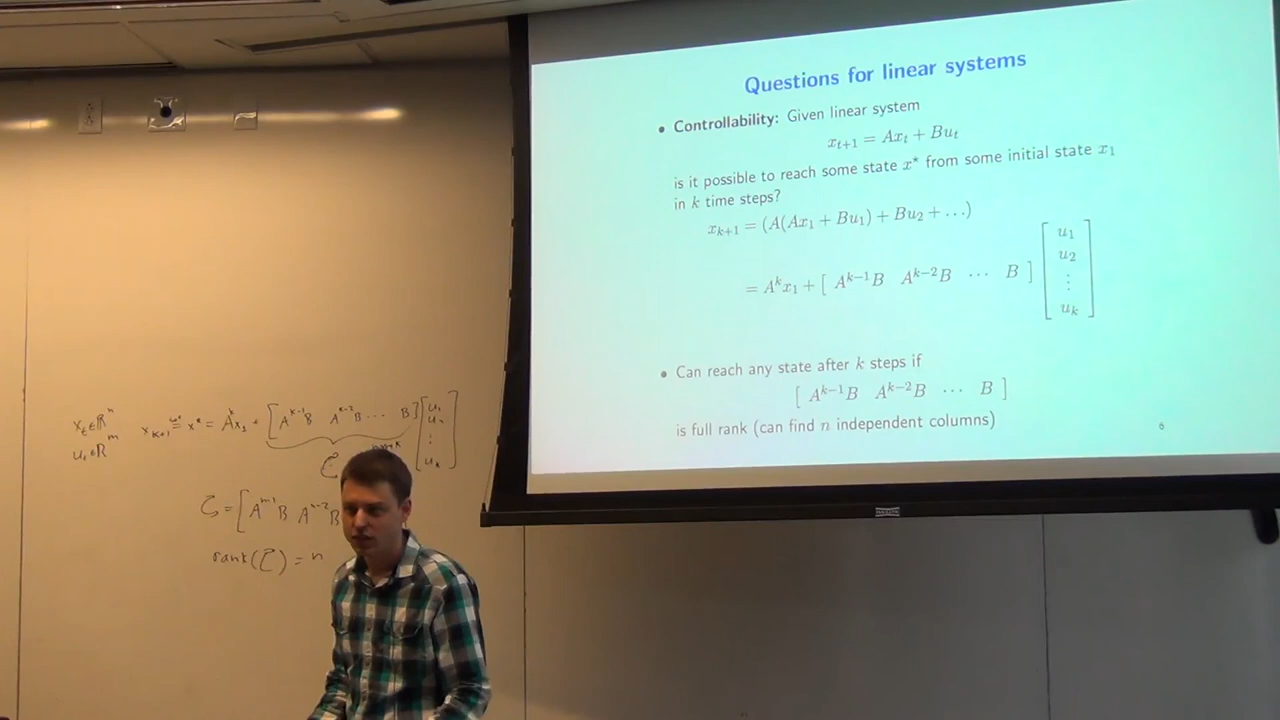 Questions for linear systems
• Controllability: Given linear system
x_{t+1} = Ax_t + Bu_t
is it possible to reach some state x* from some initial state x_1
in k time steps?
x_{k+1} = (A(Ax_1 + Bu_1) + Bu_2 + …)
= A^k x_1 + [ A^{k−1}B A^{k−2}B ⋯ B ] [ u_1 u_2 ⋮ u_k ]
• Can reach any state after k steps if
[ A^{k−1}B A^{k−2}B ⋯ B ]
is full rank (can find n independent columns)
6
x_t ∈ R^n
u_t ∈ R^m
x_{k+1} = x* = A^k x_1 + [ A^{k-1}B A^{k-2}B ⋯ B ] [ u_1 u_2 ⋮ u_k ]
= [ A^{n-1}B A^{n-2}B
rank(C) = n